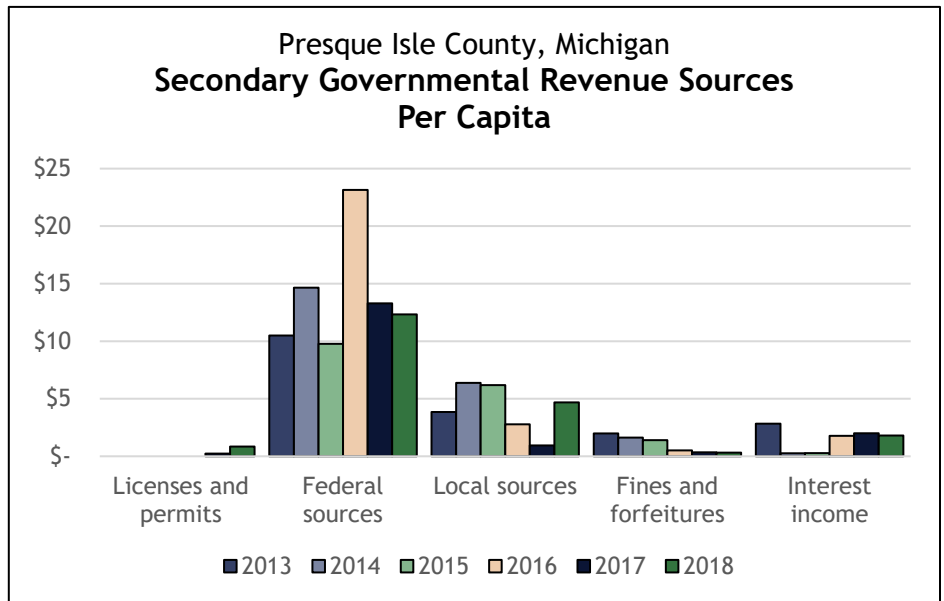 Presque Isle County, Michigan
Secondary Governmental Revenue Sources
Per Capita
$25
$20
$15
$10
$5
$-
Licenses and
permits
Federal
sources
Local sources
Fines and
forfeitures
Interest
income
2013 2014 2015 2016 2017 2018